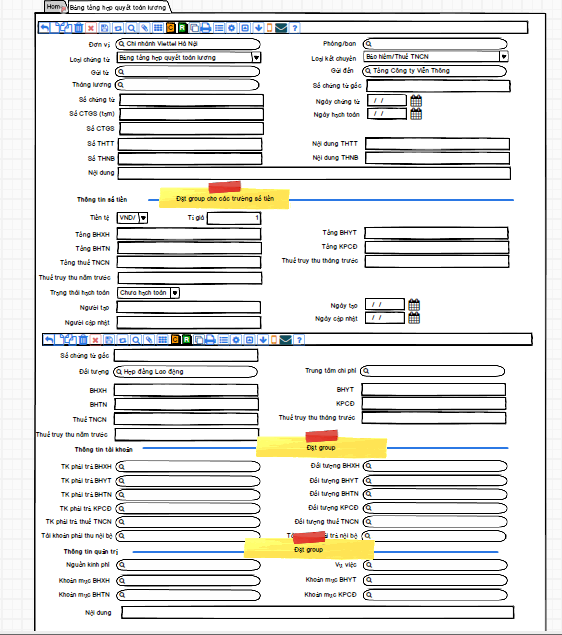 Hom Bảng tổng hợp quyết toán lương
Đơn vị Chi nhánh Viettel Hà Nội Phòng/ban
Loại chứng từ Bảng tổng hợp quyết toán lương Loại kết chuyển Bảo hiểm/Thuế TNCN
Gửi từ Gửi đến Tổng Công ty Viễn Thông
Tháng lương Số chứng từ gốc
Số chứng từ Ngày chứng từ / /
Số CTGS (tạm) Ngày hạch toán / /
Số CTGS
Số THTT Nội dung THTT
Số THNB Nội dung THNB
Nội dung
Thông tin số tiền Đặt group cho các trường số tiền
Tiền tệ VND/ Tỉ giá 1
Tổng BHXH Tổng BHYT
Tổng BHTN Tổng KPCĐ
Tổng thuế TNCN Thuế truy thu tháng trước
Thuế truy thu năm trước
Trạng thái hạch toán Chưa hạch toán
Người tạo Ngày tạo / /
Người cập nhật Ngày cập nhật / /
Số chứng từ gốc
Đối tượng Hợp đồng Lao động Trung tâm chi phí
BHXH BHYT
BHTN KPCĐ
Thuế TNCN Thuế truy thu tháng trước
Thuế truy thu năm trước
Thông tin tài khoản Đặt group
TK phải trả BHXH Đối tượng BHXH
TK phải trả BHYT Đối tượng BHYT
TK phải trả BHTN Đối tượng BHTN
TK phải trả KPCĐ Đối tượng KPCĐ
TK phải trả thuế TNCN Đối tượng thuế TNCN
Tài khoản phải thu nội bộ trả nội bộ
Thông tin quản trị Đặt group
Nguồn kinh phí Vụ việc
Khoản mục BHXH Khoản mục BHYT
Khoản mục BHTN Khoản mục KPCĐ
Nội dung